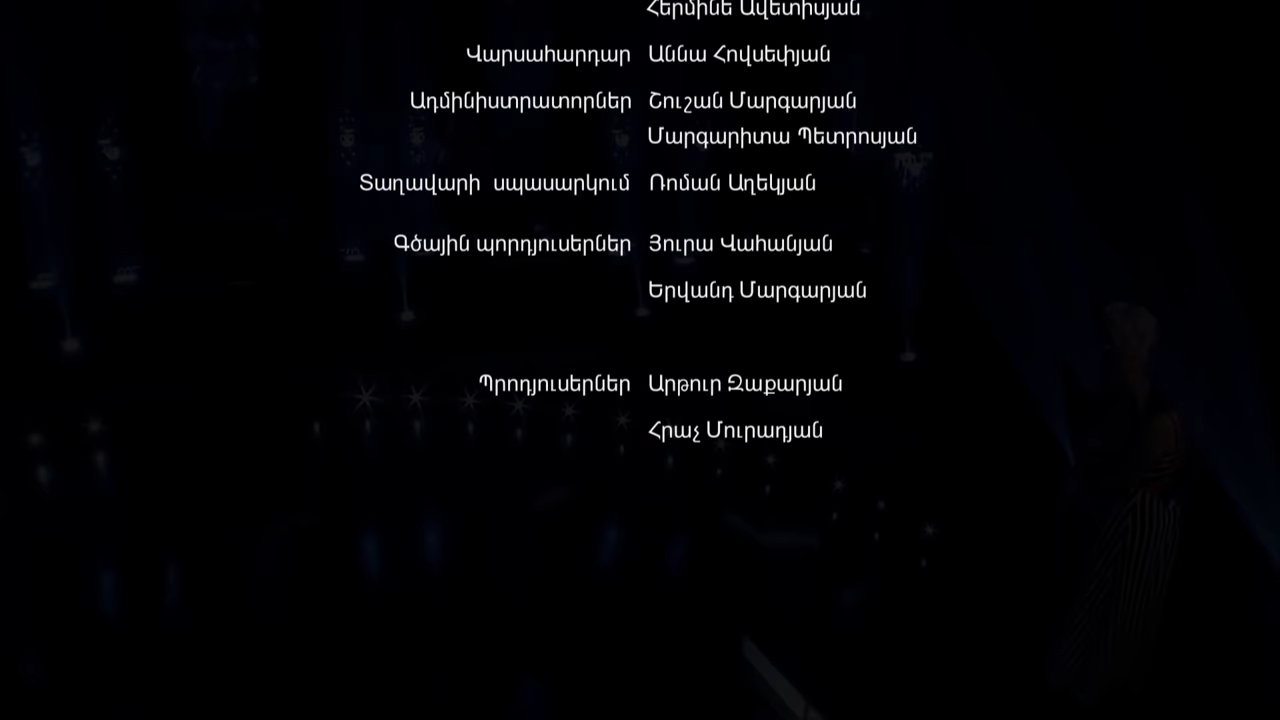 Հերմինե Ավետիսյան
Վարսահարդար Աննա Հովսեփյան
Ադմինիստրատորներ Շուշան Մարգարյան
Մարգարիտա Պետրոսյան
Տաղավարի սպասարկում Ռոման Աղեկյան
Գծային պորդյուսերներ Յուրա Վահանյան
Երվանդ Մարգարյան
Պրոդյուսերներ Արթուր Զաքարյան
Հրաչ Մուրադյան